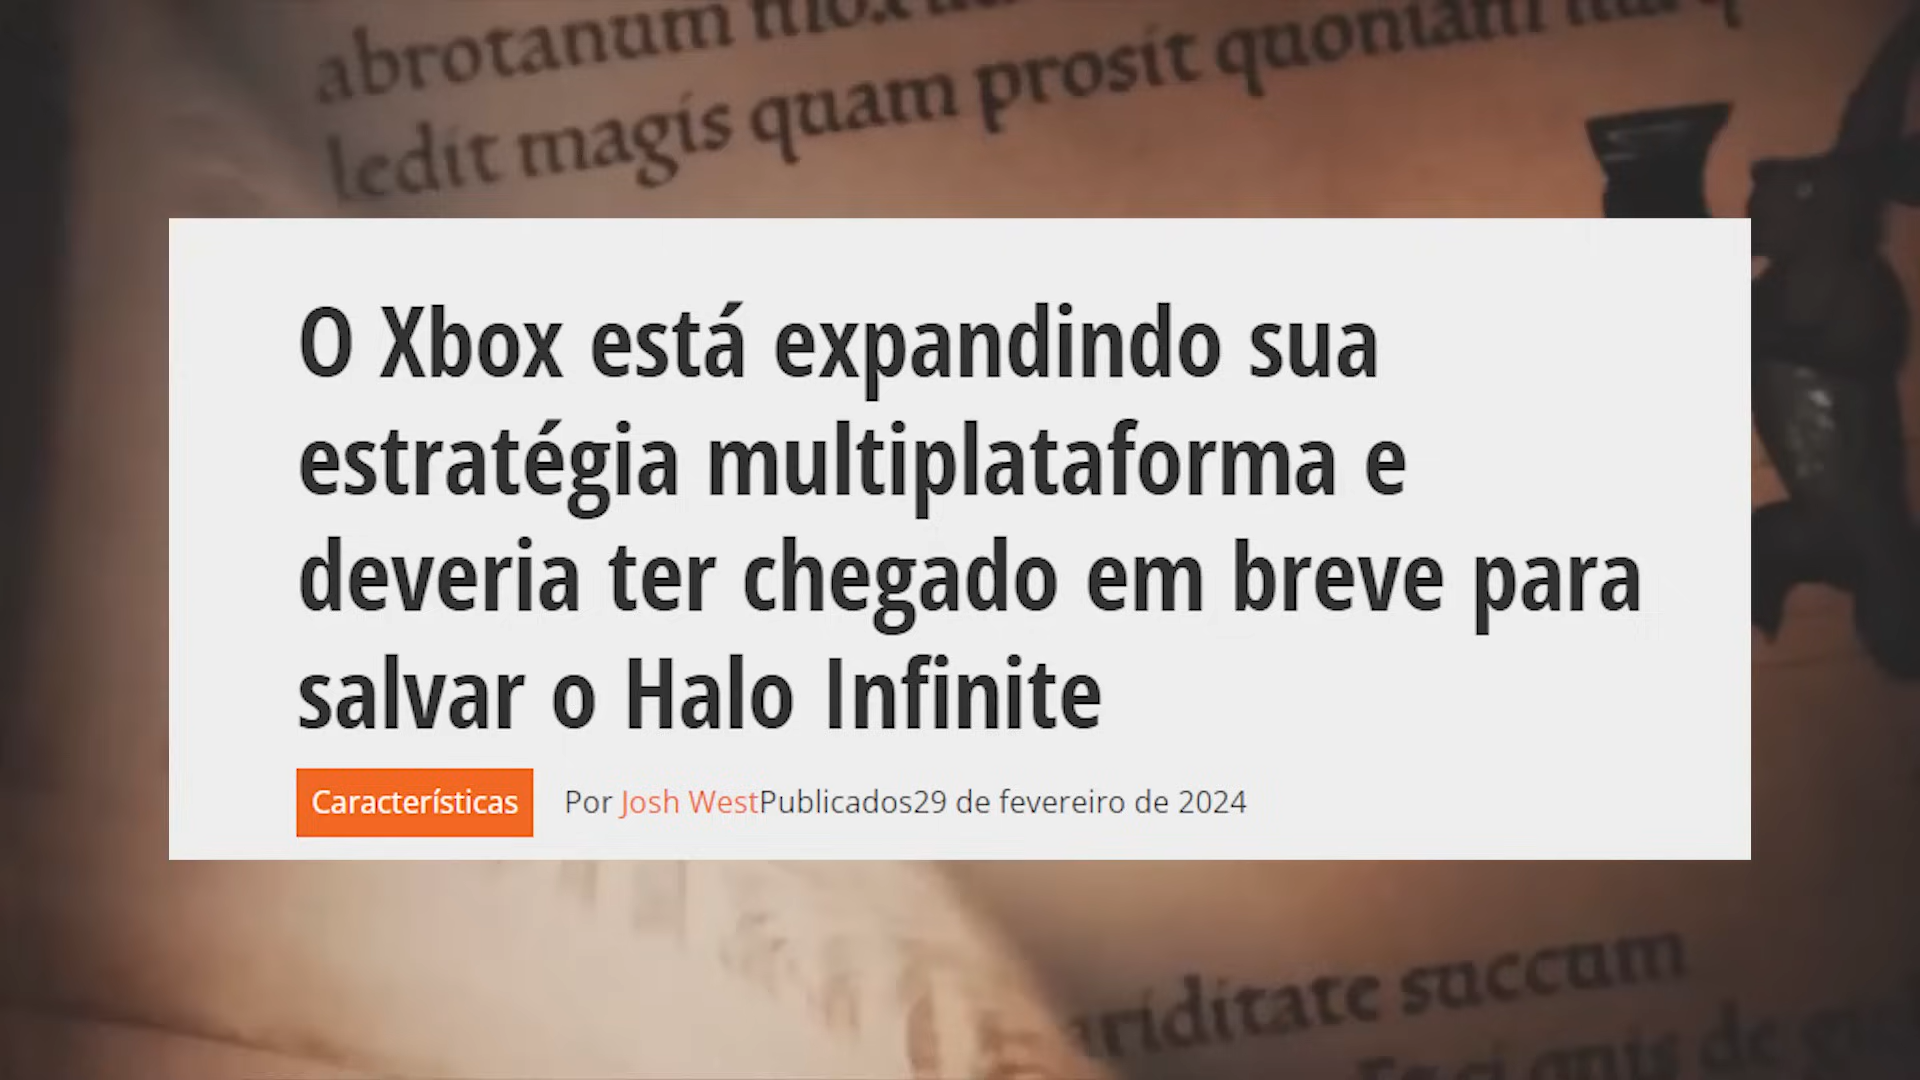 abrotanum
ledit magis quam prosit quoniam
O Xbox está expandindo sua
estratégia multiplataforma e
deveria ter chegado em breve para
salvar o Halo Infinite
Características
Por Josh WestPublicados29 de fevereiro de 2024
ariditate succum